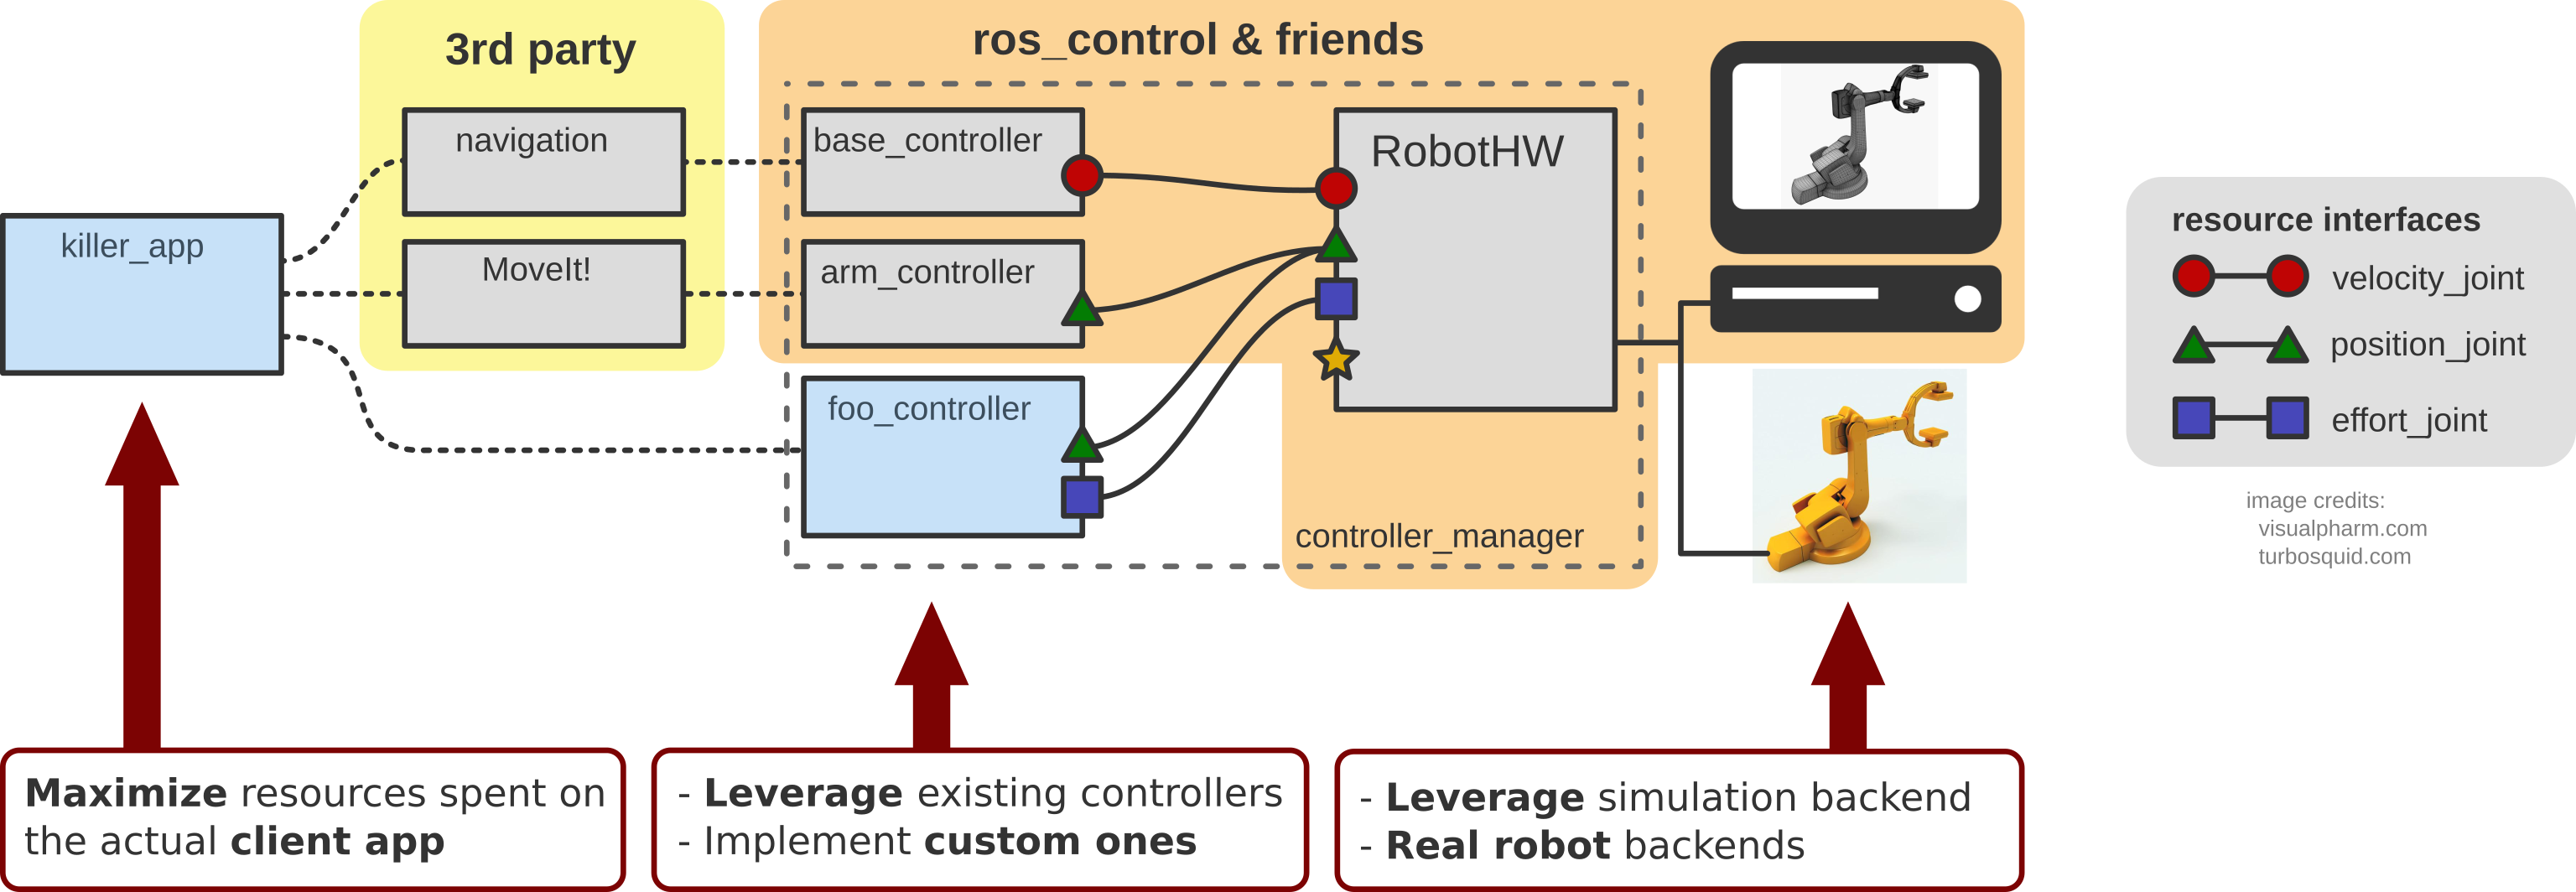 3rd party
ros_control & friends
navigation
base_controller
RobotHW
killer_app
MoveIt!
arm_controller
foo_controller
controller_manager
resource interfaces
velocity_joint
position_joint
effort_joint
image credits:
visualpharm.com
turbosquid.com
Maximize resources spent on
the actual client app
- Leverage existing controllers
- Implement custom ones
- Leverage simulation backend
- Real robot backends